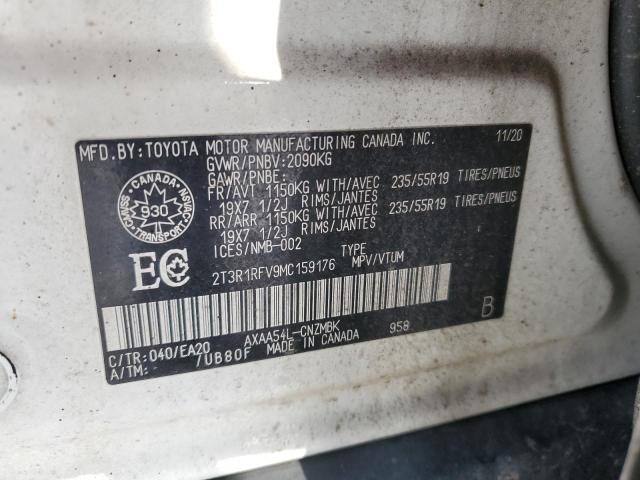 MFD.BY:TOYOTA MOTOR MANUFACTURING CANADA INC. 11/20
GVWR/PNBV:2090KG
GAWR/PNBE:
FR/AVT 1150KG WITH/AVEC 235/55R19 TIRES/PNEUS
19X7 1/2J RIMS/JANTES
RR/ARR 1150KG WITH/AVEC 235/55R19 TIRES/PNEUS
19X7 1/2J RIMS/JANTES
ICES/NMB-002
CMVSS NSVAC
930
TRANSPORT
EC
TYPE
2T3R1RFV9MC159176 MPV/VTUM
B
AXAA54L-CNZMBK 958
C/TR:040/EA20 MADE IN CANADA
A/TM: /UB80F